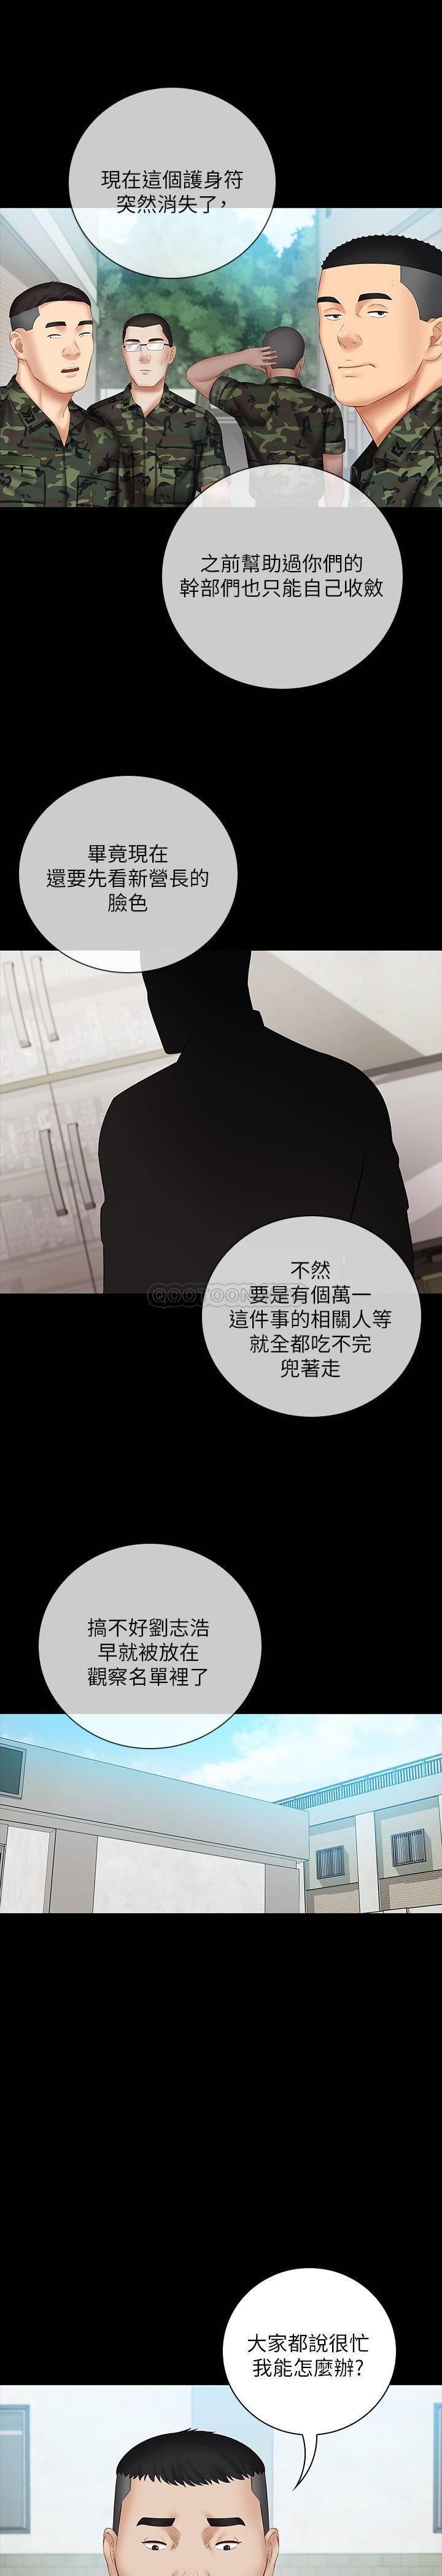 現在這個護身符
突然消失了，
之前幫助過你們的
幹部們也只能自己收斂
畢竟現在
還要先看新營長的
臉色
不然
要是有個萬一
這件事的相關人等
就全都吃不完
兜著走
搞不好劉志浩
早就被放在
觀察名單裡了
大家都說很忙
我能怎麼辦?